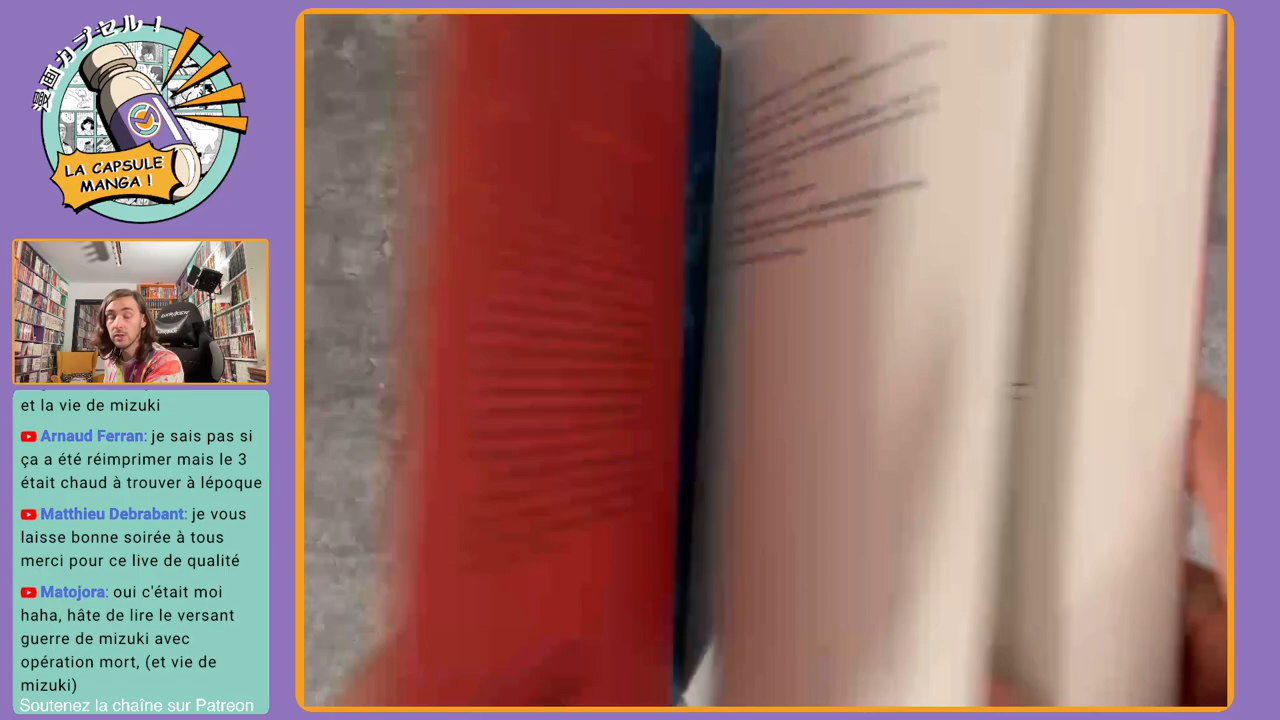 漫画カプセル！
LA CAPSULE
MANGA !
et la vie de mizuki
Arnaud Ferran: je sais pas si
ça a été réimprimer mais le 3
était chaud à trouver à lépoque
Matthieu Debrabant: je vous
laisse bonne soirée à tous
merci pour ce live de qualité
Matojora: oui c'était moi
haha, hâte de lire le versant
guerre de mizuki avec
opération mort, (et vie de
mizuki)
Soutenez la chaîne sur Patreon